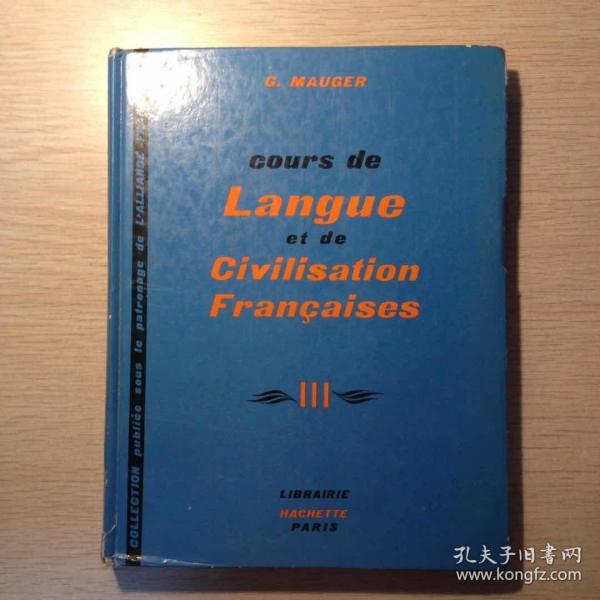 G. MAUGER
cours de
Langue
et de
Civilisation
Françaises
III
LIBRAIRIE
HACHETTE
PARIS
COLLECTION publiée sous le patronage de L'ALLIANCE
孔夫子旧书网
www.kongfz.com